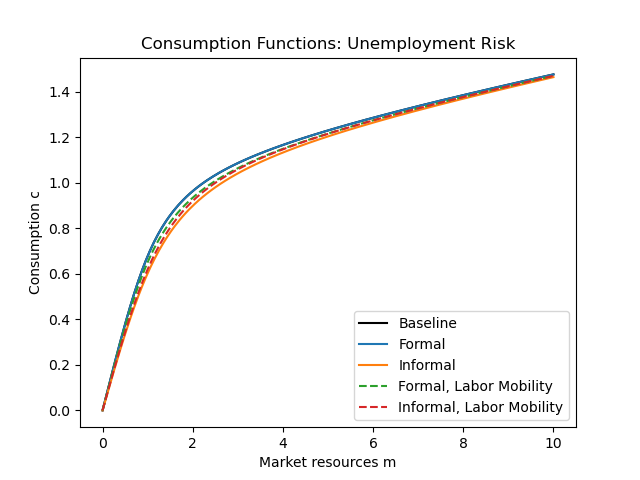 Consumption Functions: Unemployment Risk
Consumption c
1.4
1.2
1.0
0.8
0.6
0.4
0.2
0.0
Baseline
Formal
Informal
Formal, Labor Mobility
Informal, Labor Mobility
0 2 4 6 8 10
Market resources m